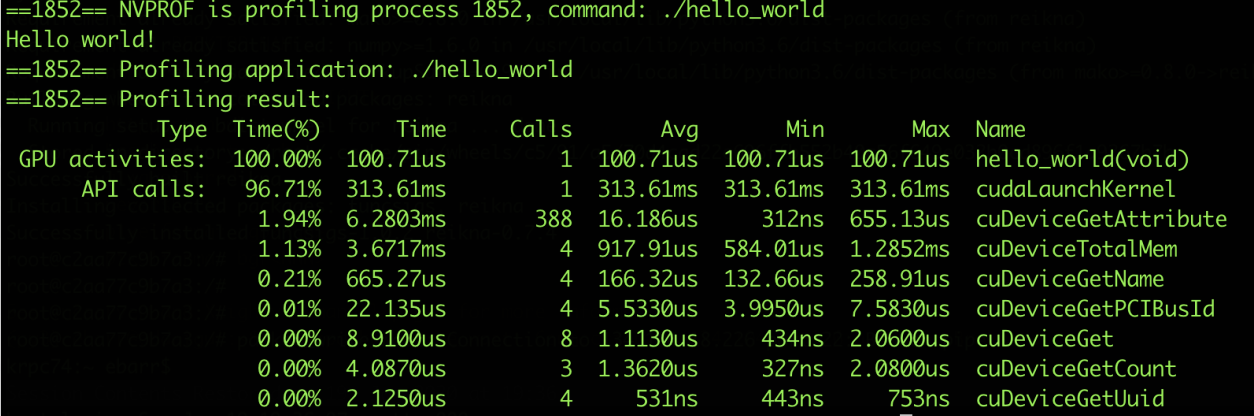 ==1852== NVPROF is profiling process 1852, command: ./hello_world
Hello world!
==1852== Profiling application: ./hello_world
==1852== Profiling result:
Type Time(%) Time Calls Avg Min Max Name
GPU activities: 100.00% 100.71us 1 100.71us 100.71us 100.71us hello_world(void)
API calls: 96.71% 313.61ms 1 313.61ms 313.61ms 313.61ms cudaLaunchKernel
1.94% 6.2803ms 388 16.186us 312ns 655.13us cuDeviceGetAttribute
1.13% 3.6717ms 4 917.91us 584.01us 1.2852ms cuDeviceTotalMem
0.21% 665.27us 4 166.32us 132.66us 258.91us cuDeviceGetName
0.01% 22.135us 4 5.5330us 3.9950us 7.5830us cuDeviceGetPCIBusId
0.00% 8.9100us 8 1.1130us 434ns 2.0600us cuDeviceGet
0.00% 4.0870us 3 1.3620us 327ns 2.0800us cuDeviceGetCount
0.00% 2.1250us 4 531ns 443ns 753ns cuDeviceGetUuid